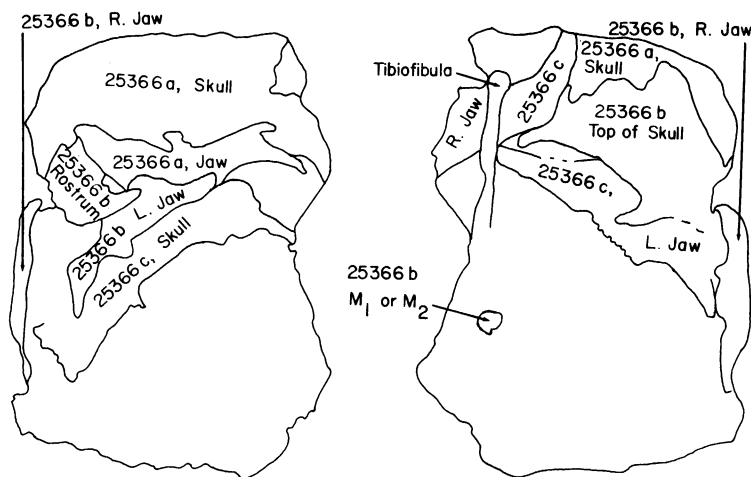 25366 b, R. Jaw
25366 a, Skull
25366 b
Rostrum
25366 a, Jaw
25366 b L. Jaw
25366 c, Skull
25366 b, R. Jaw
25366 a,
Skull
Tibiofibula
25366 c
R. Jaw
25366 b
Top of Skull
25366 c,
L. Jaw
25366 b
M₁ or M₂